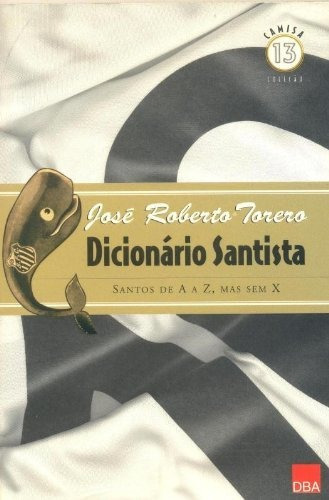 CAMISA
13
COLEÇÃO
José Roberto Torero
Dicionário Santista
SANTOS DE A A Z, MAS SEM X
DBA